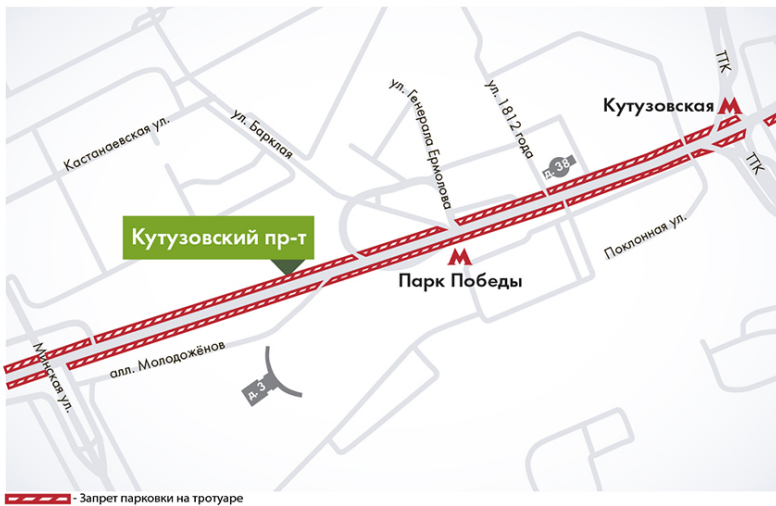 ТТК
Кутузовская М
ул. Генерала Ермолова
ул. 1812 года
ул. Барклая
Кастанаевская ул.
д. 38
ТТК
Поклонная ул.
Кутузовский пр-т
М
Парк Победы
Минская ул.
алл. Молодожёнов
д. 3
- Запрет парковки на тротуаре